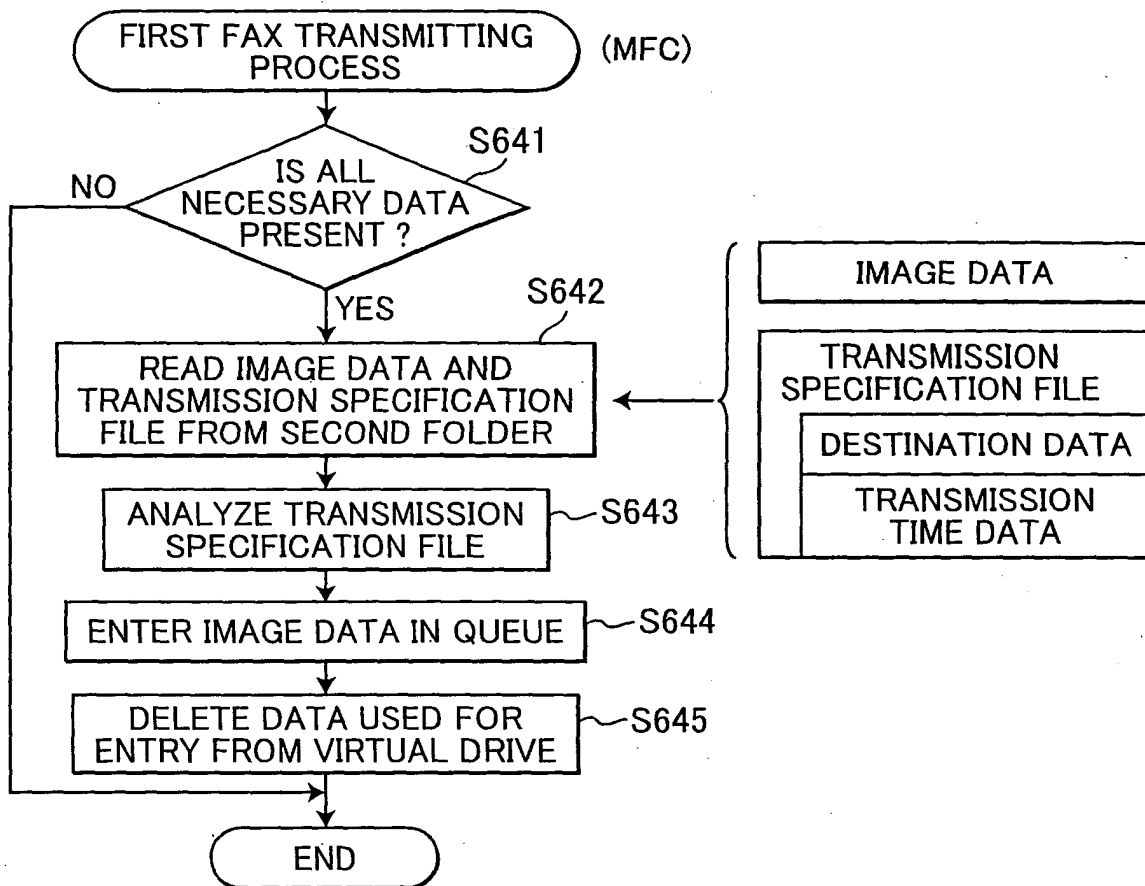 FIRST FAX TRANSMITTING
PROCESS
(MFC)
S641
IS ALL
NECESSARY DATA
PRESENT ?
NO
YES
S642
READ IMAGE DATA AND
TRANSMISSION SPECIFICATION
FILE FROM SECOND FOLDER
IMAGE DATA
TRANSMISSION
SPECIFICATION FILE
DESTINATION DATA
TRANSMISSION
TIME DATA
ANALYZE TRANSMISSION
SPECIFICATION FILE
S643
ENTER IMAGE DATA IN QUEUE
S644
DELETE DATA USED FOR
ENTRY FROM VIRTUAL DRIVE
S645
END